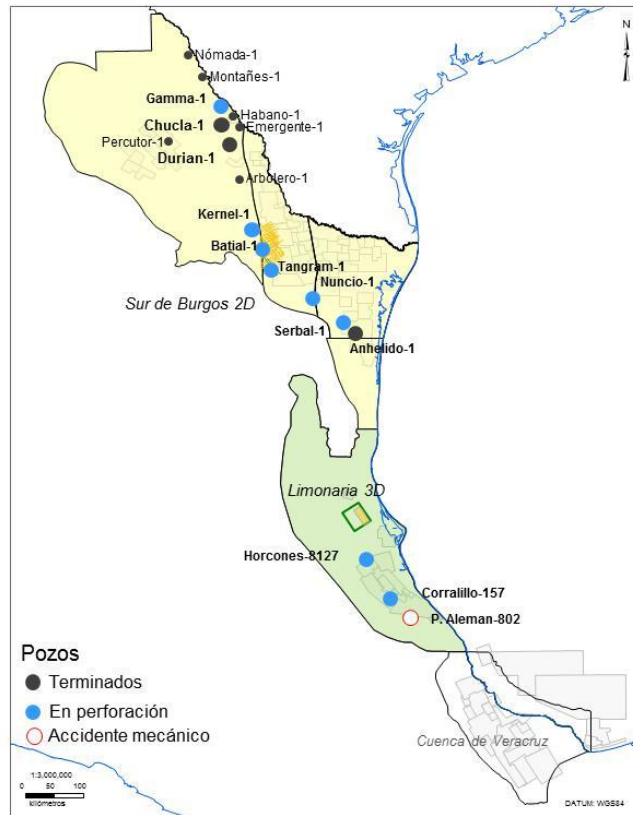 N
Nómada-1
Montañes-1
Gamma-1
Habano-1
Chucla-1
Emergente-1
Percutor-1
Durian-1
Arbolero-1
Kernel-1
Batial-1
Tangram-1
Nuncio-1
Sur de Burgos 2D
Serbal-1
Anhelido-1
Limonaria 3D
Horcones-8127
Corralillo-157
P. Aleman-802
Pozos
Terminados
En perforación
Accidente mecánico
Cuenca de Veracruz
1:3,000,000
0 50 100
kilómetros
DATUM: WGS84